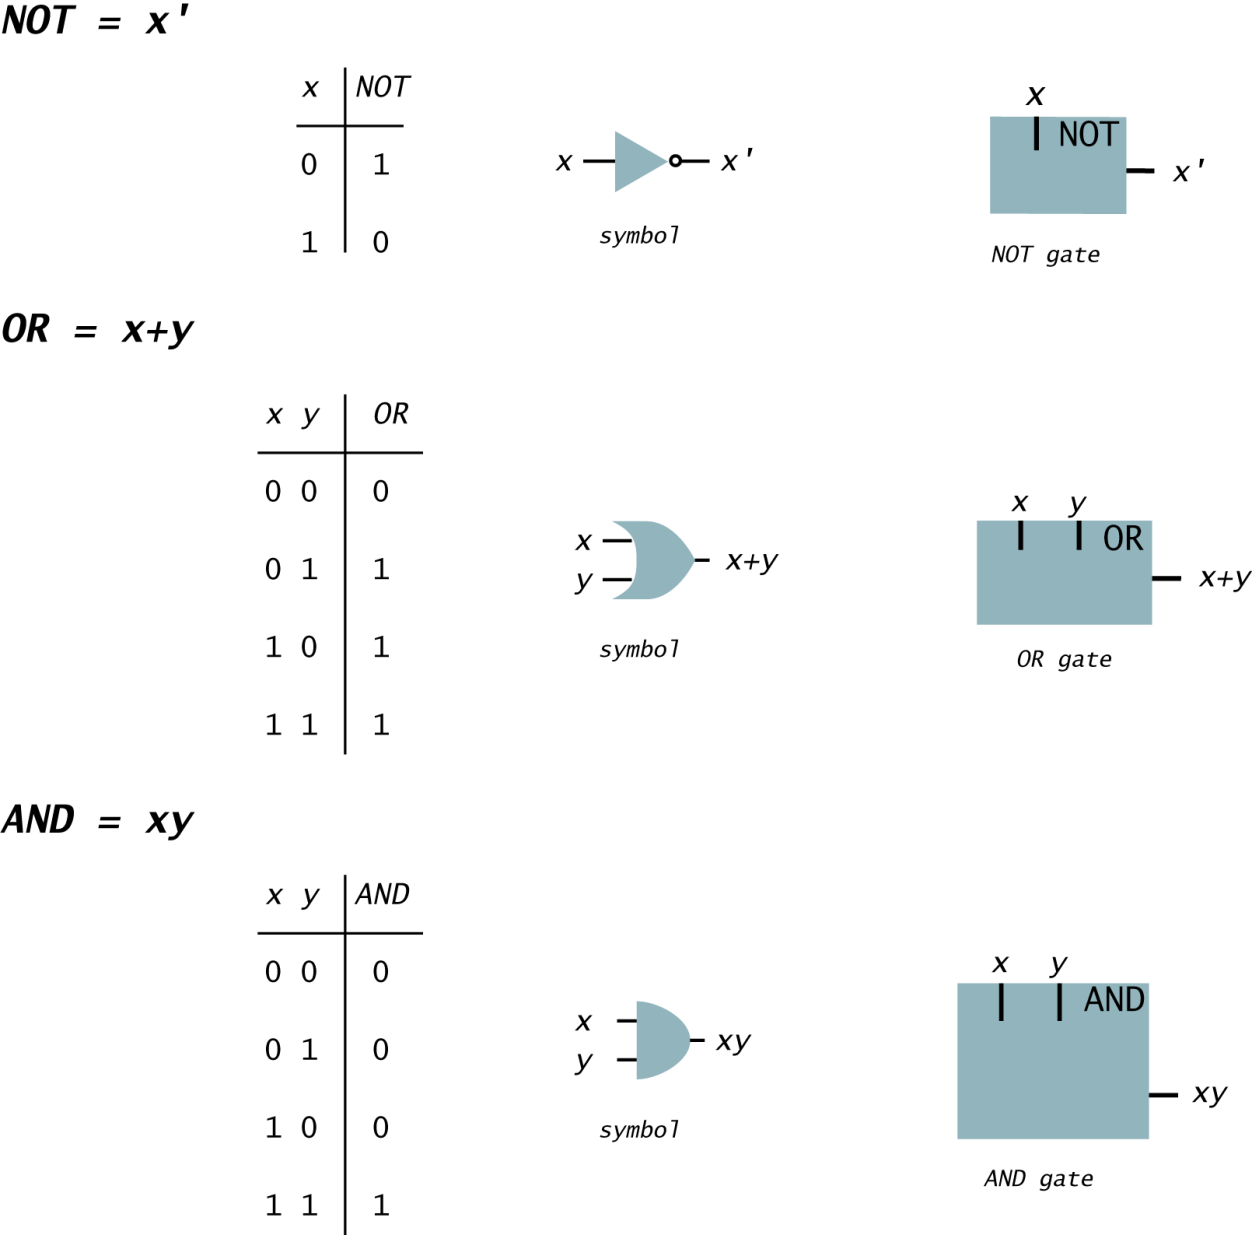 NOT = x'
x NOT
0 1
1 0
x x'
symbol
x
NOT
x'
NOT gate
OR = x+y
x y OR
0 0 0
0 1 1
1 0 1
1 1 1
x
y
x+y
symbol
x y
OR
x+y
OR gate
AND = xy
x y AND
0 0 0
0 1 0
1 0 0
1 1 1
x
y
xy
symbol
x y
AND
xy
AND gate